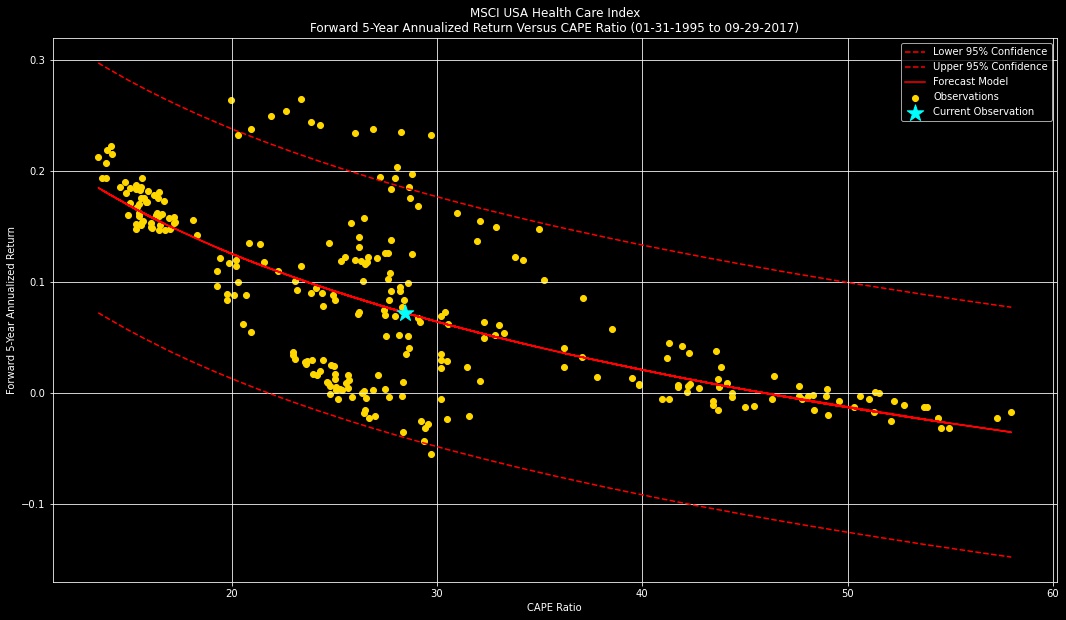 MSCI USA Health Care Index
Forward 5-Year Annualized Return Versus CAPE Ratio (01-31-1995 to 09-29-2017)
Lower 95% Confidence
Upper 95% Confidence
Forecast Model
Observations
Current Observation
Forward 5-Year Annualized Return
0.3
0.2
0.1
0.0
−0.1
20
30
40
50
60
CAPE Ratio